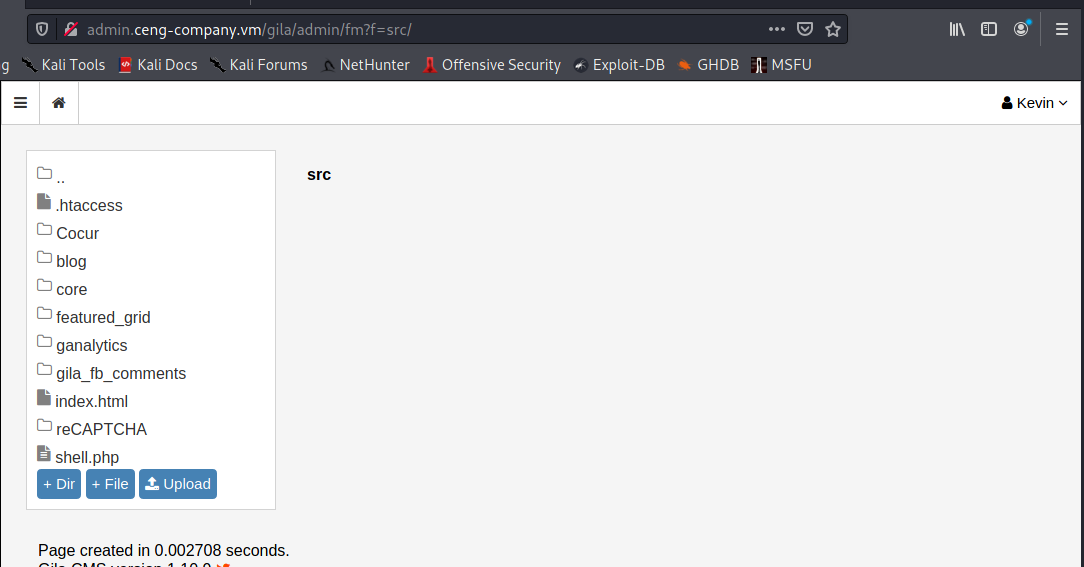 admin.ceng-company.vm/gila/admin/fm?f=src/
g Kali Tools Kali Docs Kali Forums NetHunter Offensive Security Exploit-DB GHDB MSFU
Kevin
..
.htaccess
Cocur
blog
core
featured_grid
ganalytics
gila_fb_comments
index.html
reCAPTCHA
shell.php
+ Dir + File Upload
src
Page created in 0.002708 seconds.